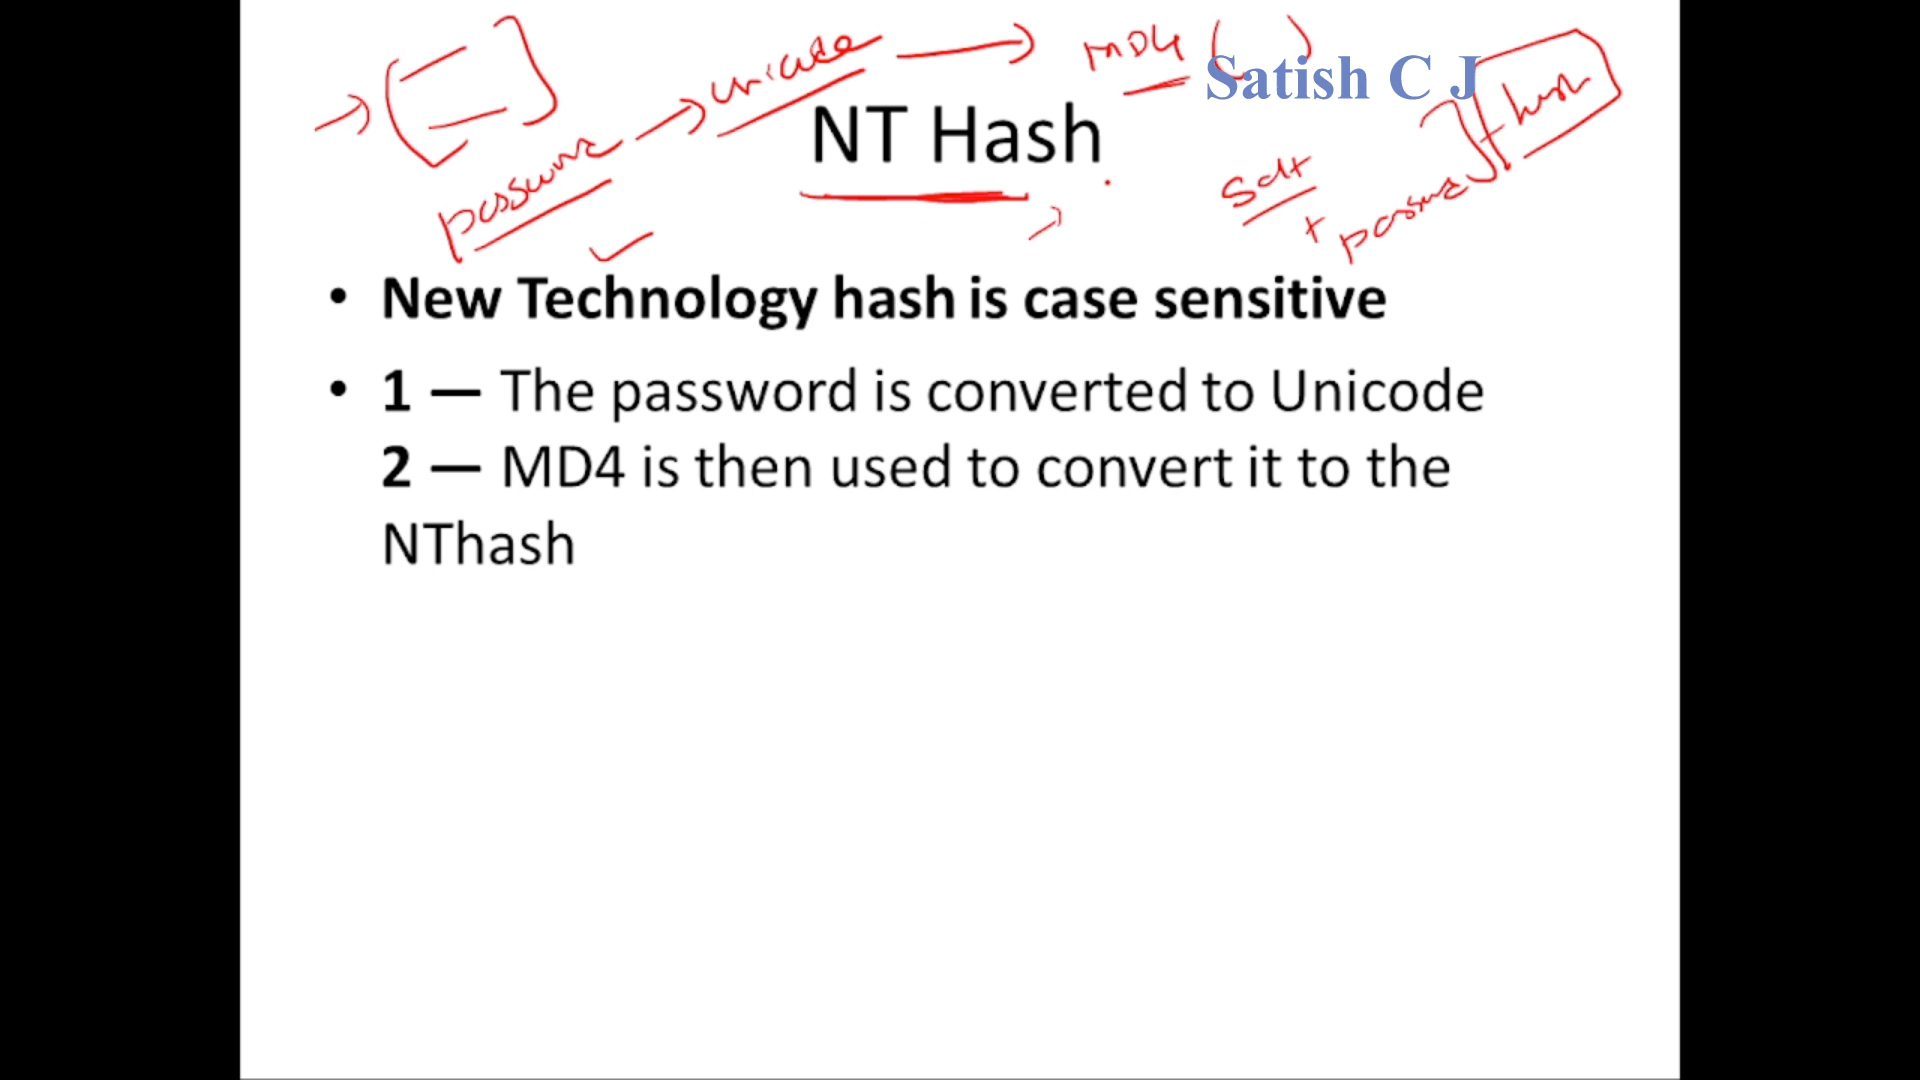 unicode
MD4 ( )
Satish C J
hash
NT Hash
salt
+
password
• New Technology hash is case sensitive
• 1 — The password is converted to Unicode
2 — MD4 is then used to convert it to the
NThash